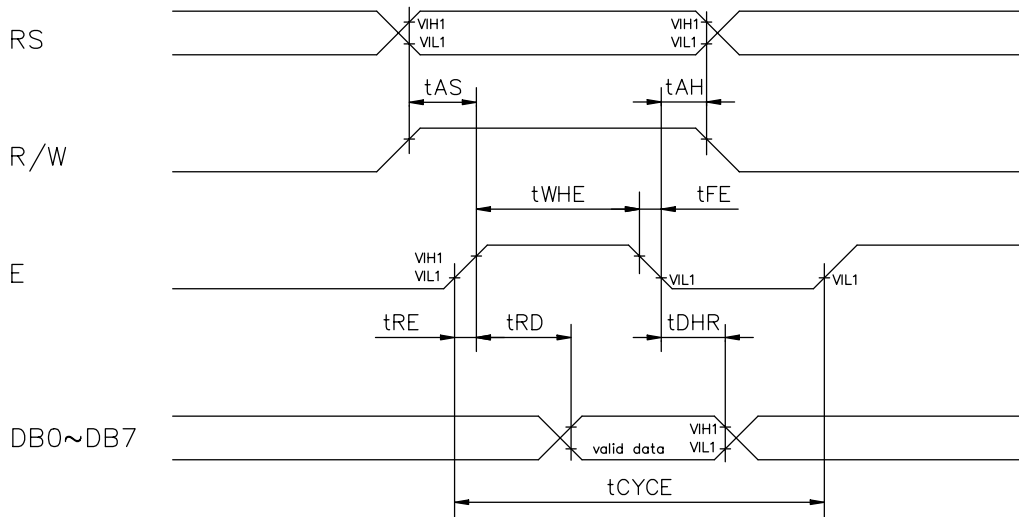 RS
VIH1
VIL1
VIH1
VIL1
tAS
tAH
R/W
tWHE
tFE
E
VIH1
VIL1
VIL1
VIL1
tRE
tRD
tDHR
DB0~DB7
VIH1
VIL1
valid data
tCYCE